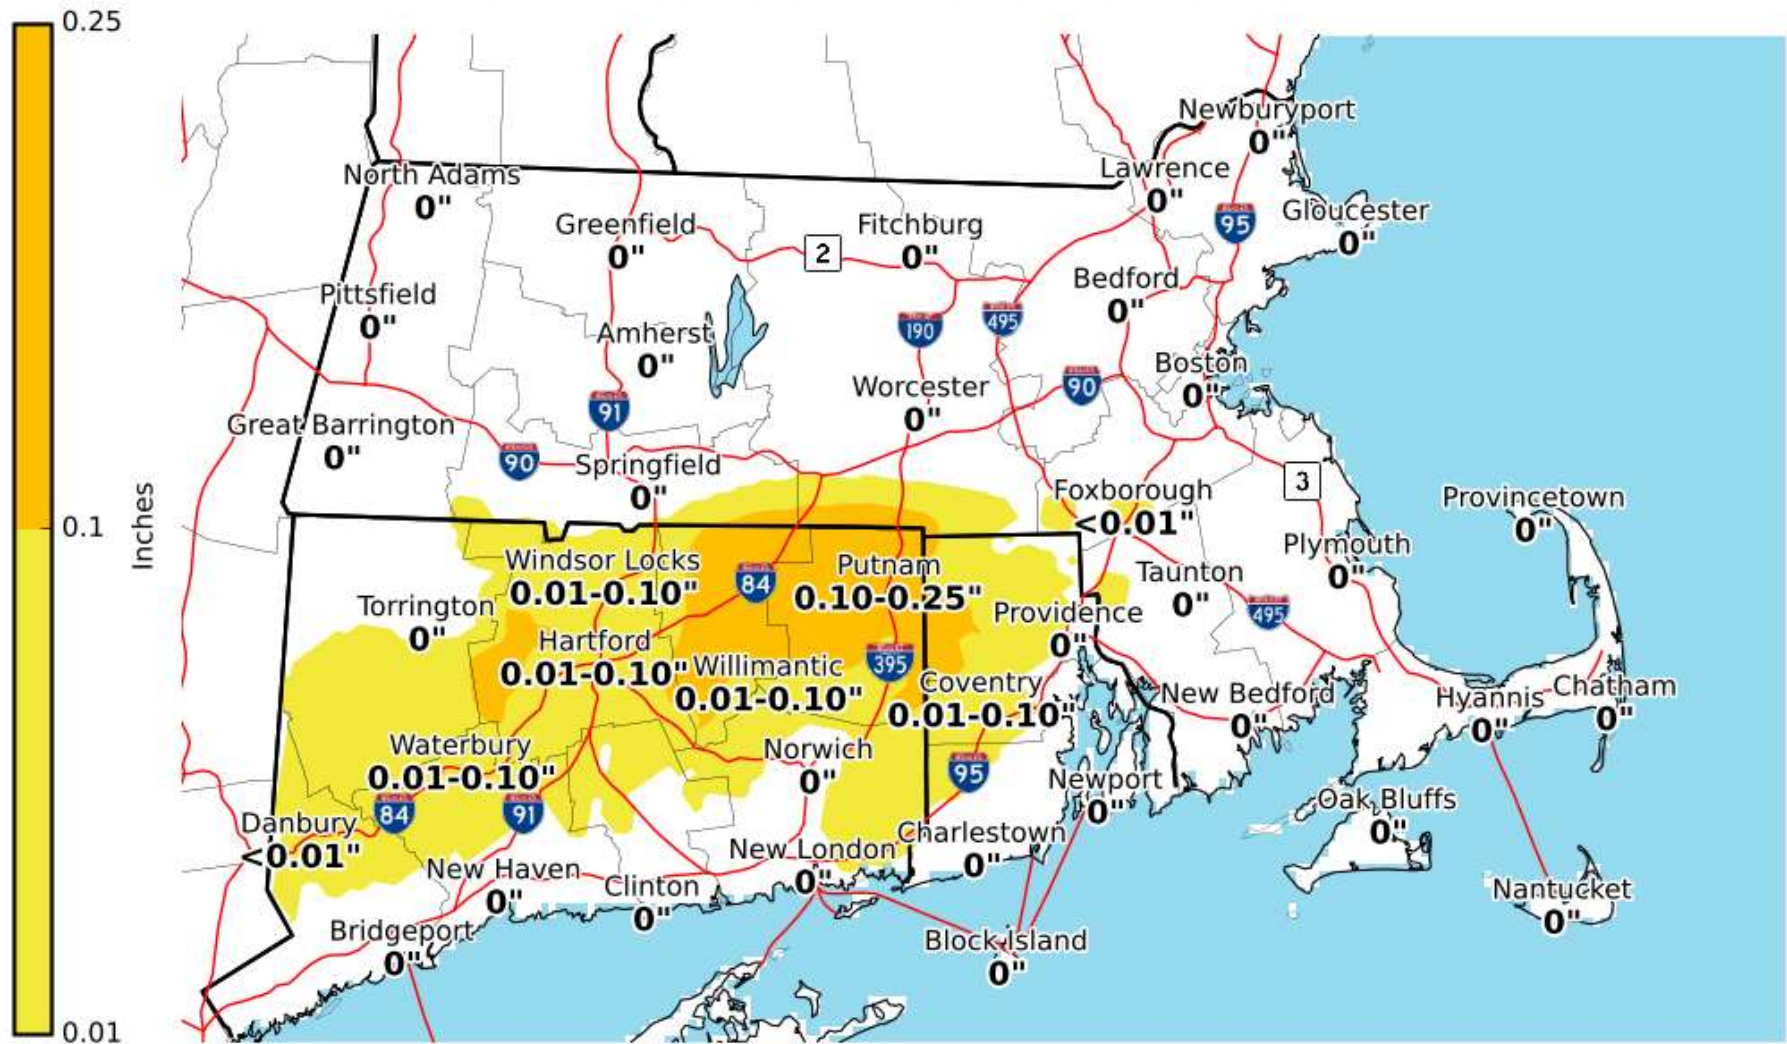 0.25
0.1
0.01
Inches
Newburyport
0"
Lawrence
0"
North Adams
0"
Gloucester
0"
95
Greenfield
0"
Fitchburg
0"
2
Bedford
0"
Pittsfield
0"
190
495
Amherst
0"
Boston
0"
Worcester
0"
90
91
Great Barrington
0"
90
Springfield
0"
3
Foxborough
<0.01"
Provincetown
0"
Windsor Locks
0.01-0.10"
84
Putnam
0.10-0.25"
Plymouth
0"
Taunton
0"
495
Torrington
0"
Providence
0"
Hartford
0.01-0.10"
Willimantic
0.01-0.10"
395
Coventry
0.01-0.10"
New Bedford
0"
Hyannis
0"
Chatham
0"
Waterbury
0.01-0.10"
Norwich
0"
95
Newport
0"
84
91
Oak Bluffs
0"
Danbury
<0.01"
New London
0"
Charlestown
0"
New Haven
0"
Clinton
0"
Nantucket
0"
Bridgeport
0"
Block Island
0"